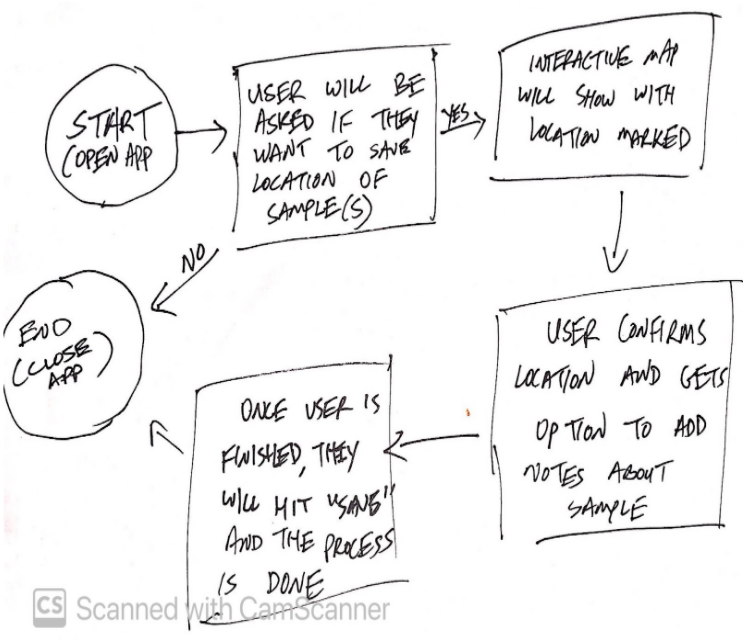 START
(OPEN APP
USER WILL BE
ASKED IF THEY
WANT TO SAVE
LOCATION OF
SAMPLE(S)
YES
INTERACTIVE MAP
WILL SHOW WITH
LOCATION MARKED
NO
USER CONFIRMS
LOCATION AND GETS
OPTION TO ADD
NOTES ABOUT
SAMPLE
ONCE USER IS
FINISHED, THEY
WILL HIT "SAVE"
AND THE PROCESS
IS DONE
END
(CLOSE
APP)
CS Scanned with CamScanner